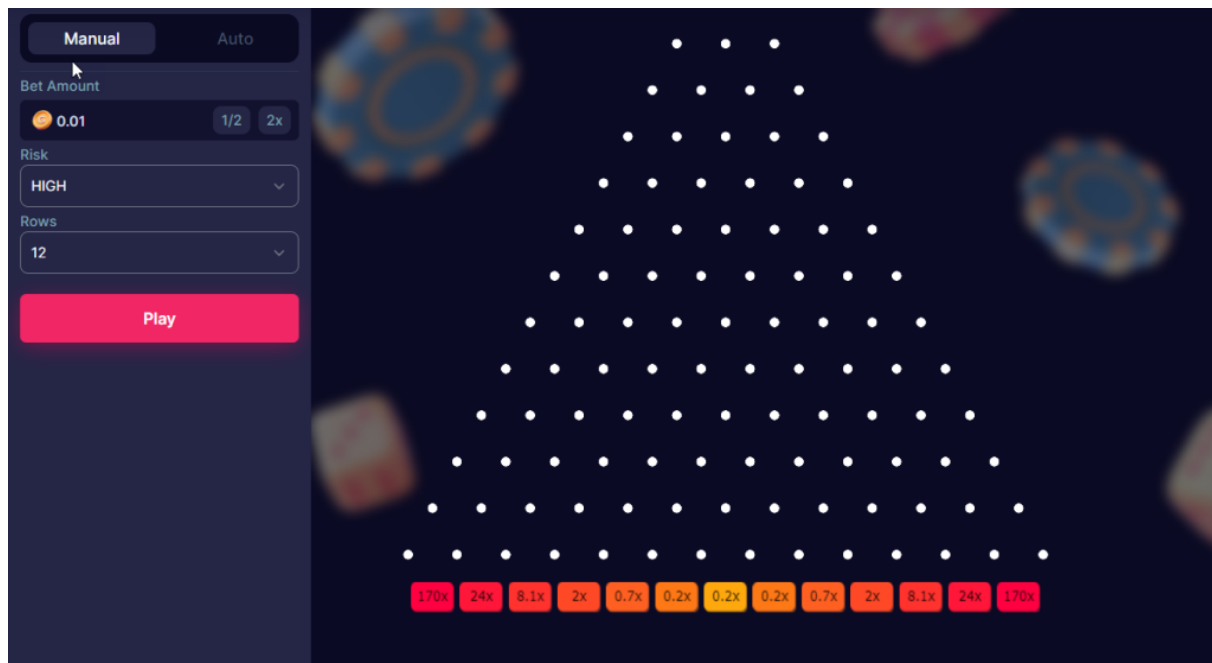 Manual Auto
Bet Amount
0.01 1/2 2x
Risk
HIGH
Rows
12
Play
170x 24x 8.1x 2x 0.7x 0.2x 0.2x 0.2x 0.7x 2x 8.1x 24x 170x